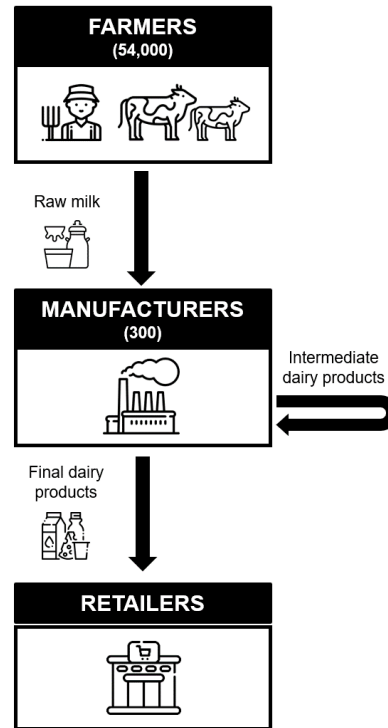 FARMERS
(54,000)
Raw milk
MANUFACTURERS
(300)
Intermediate
dairy products
Final dairy
products
RETAILERS